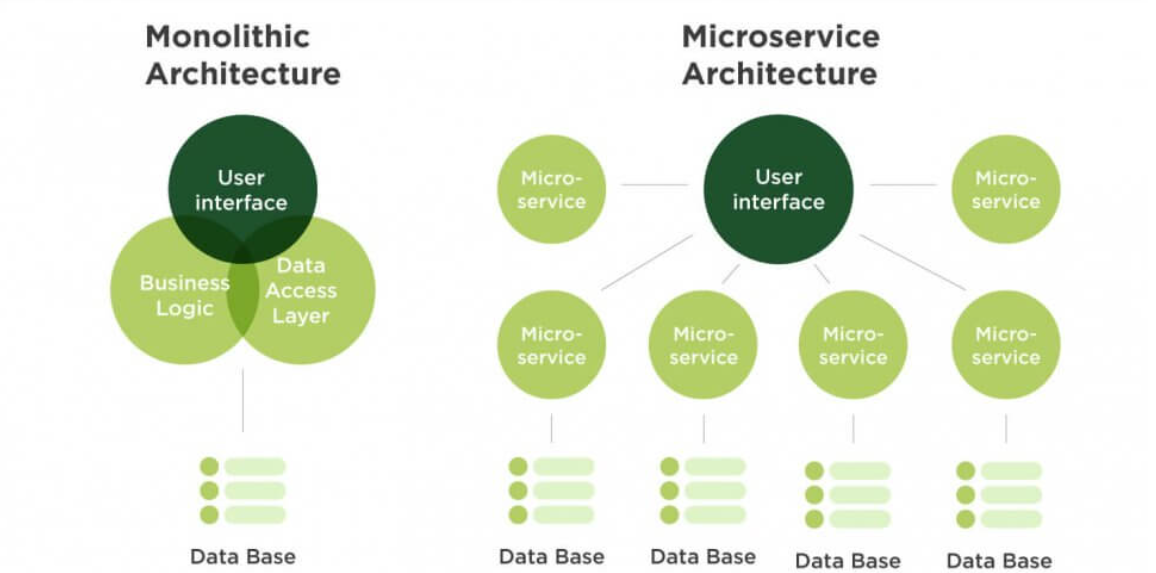 Monolithic
Architecture
User
interface
Business
Logic
Data
Access
Layer
Data Base
Microservice
Architecture
Micro-
service
User
interface
Micro-
service
Micro-
service
Micro-
service
Micro-
service
Micro-
service
Data Base
Data Base
Data Base
Data Base